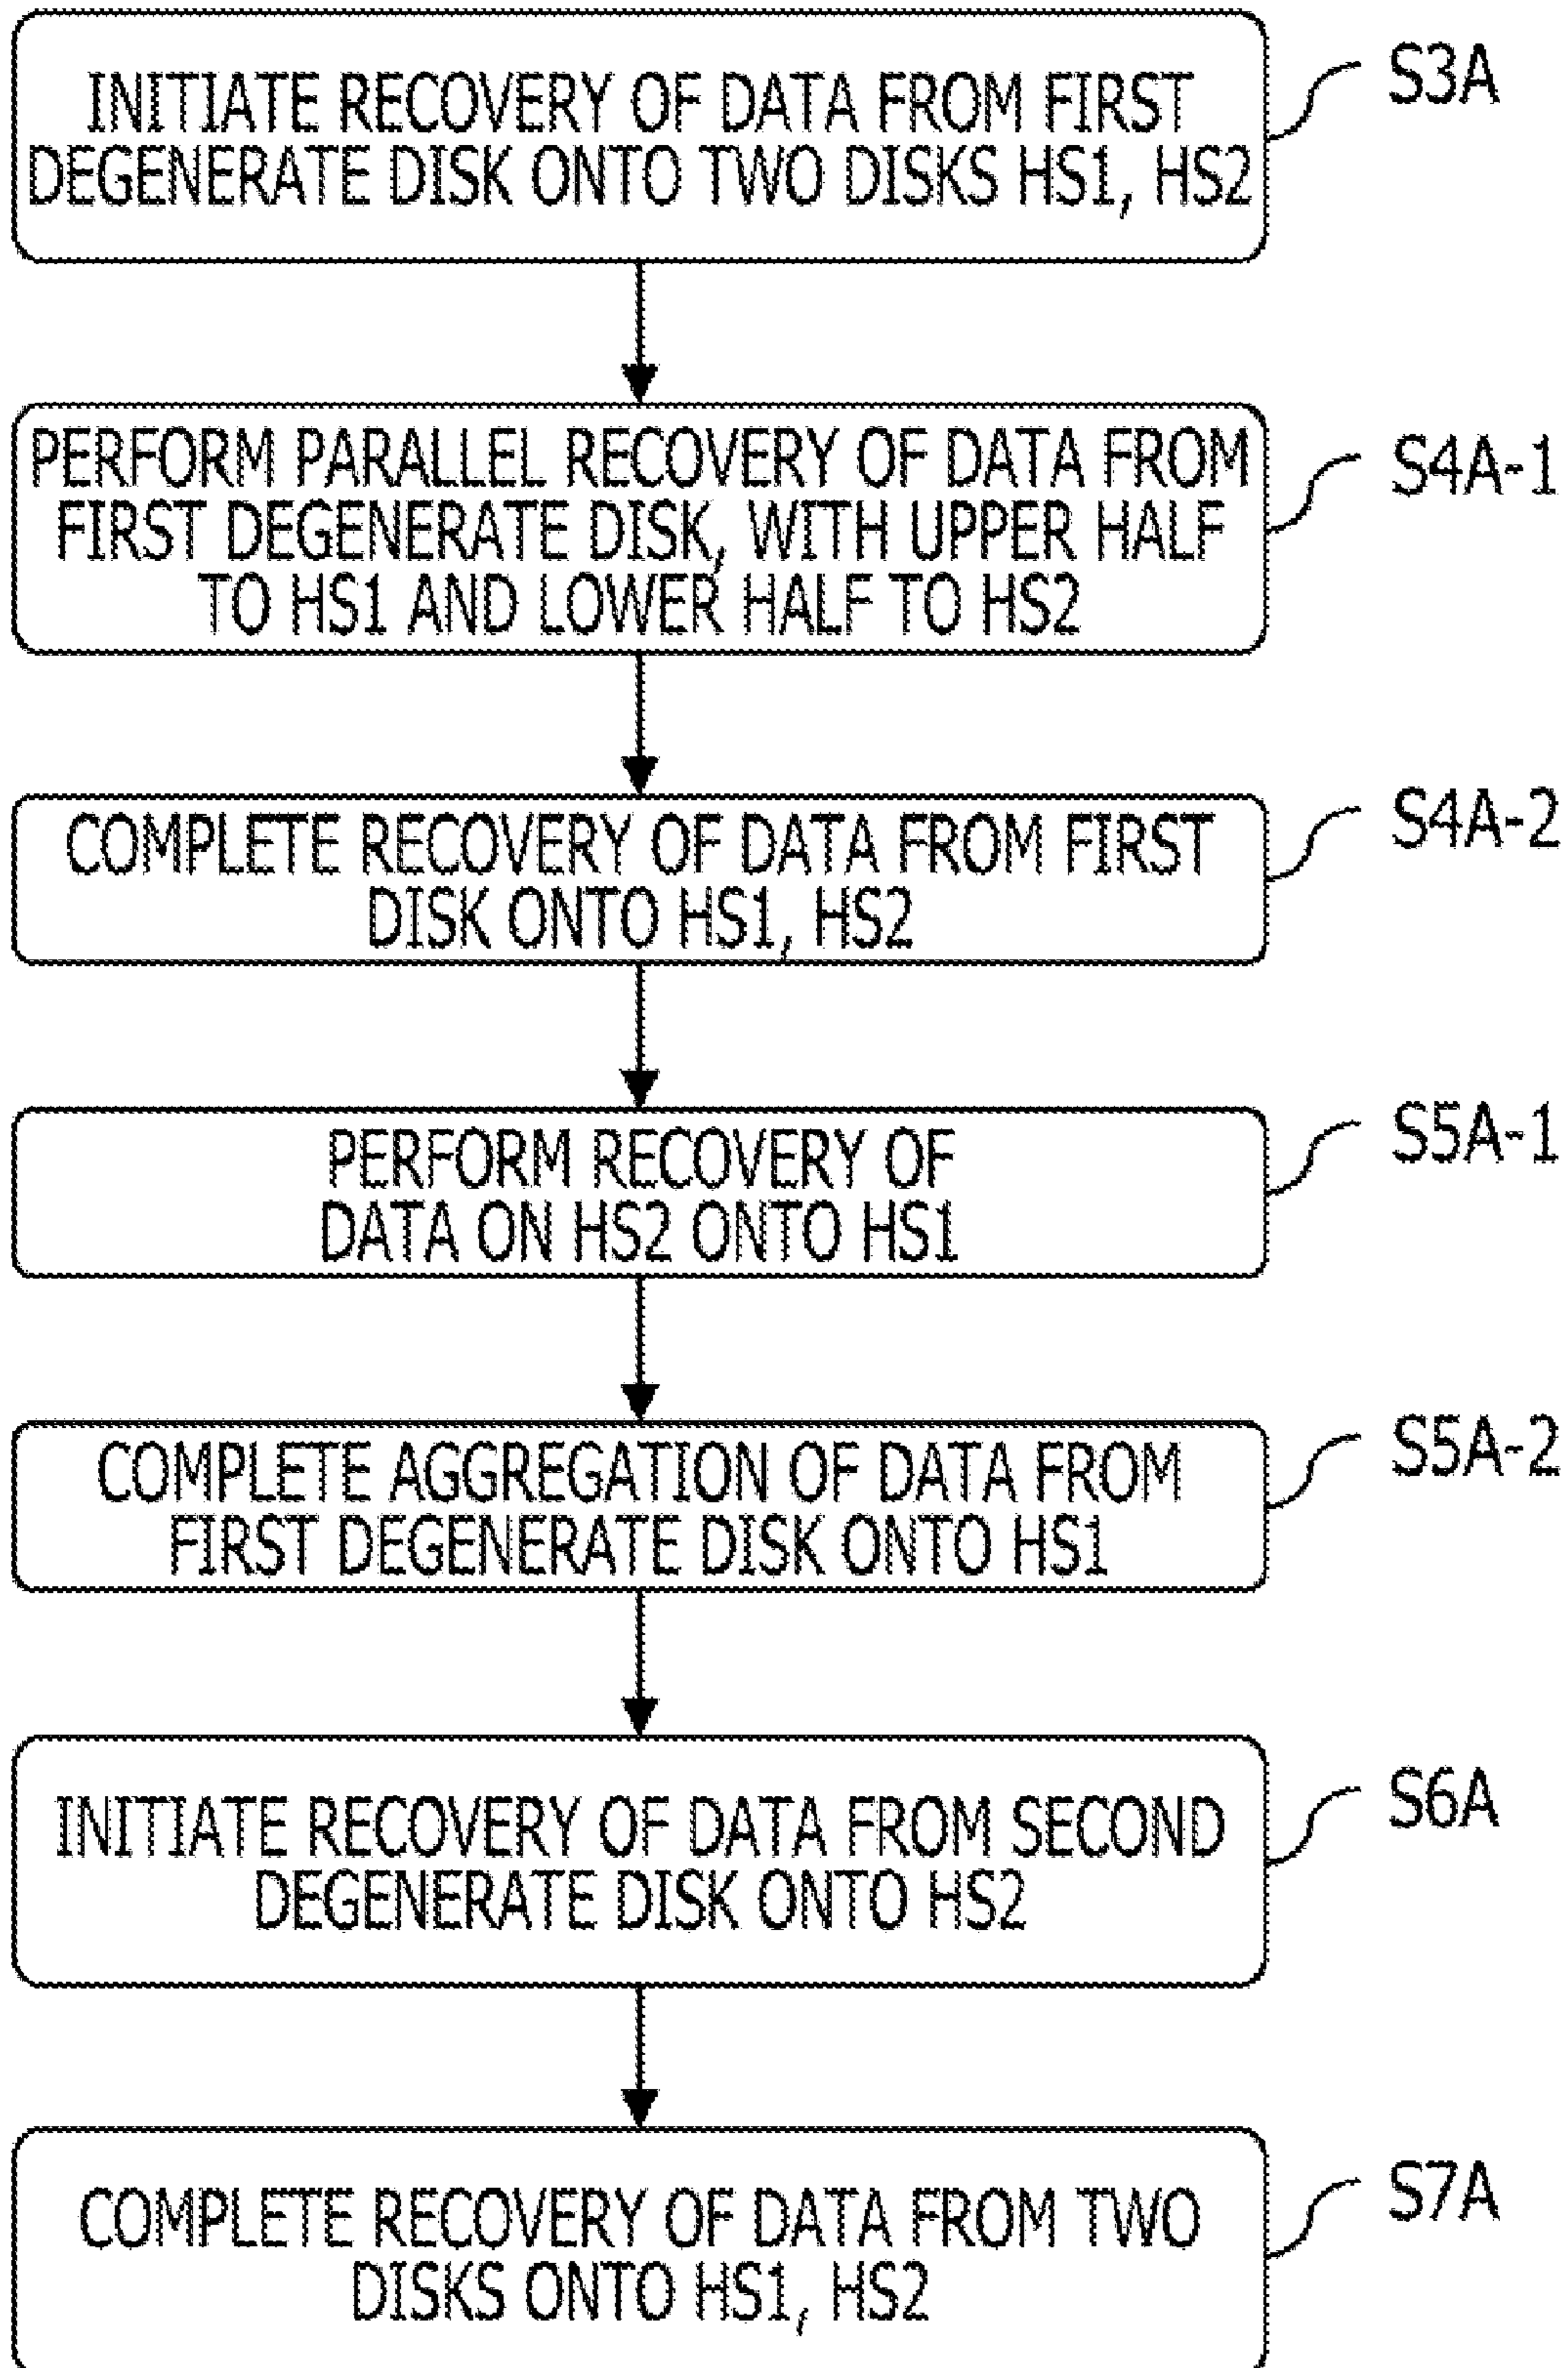 INITIATE RECOVERY OF DATA FROM FIRST
DEGENERATE DISK ONTO TWO DISKS HS1, HS2
S3A
PERFORM PARALLEL RECOVERY OF DATA FROM
FIRST DEGENERATE DISK, WITH UPPER HALF
TO HS1 AND LOWER HALF TO HS2
S4A-1
COMPLETE RECOVERY OF DATA FROM FIRST
DISK ONTO HS1, HS2
S4A-2
PERFORM RECOVERY OF
DATA ON HS2 ONTO HS1
S5A-1
COMPLETE AGGREGATION OF DATA FROM
FIRST DEGENERATE DISK ONTO HS1
S5A-2
INITIATE RECOVERY OF DATA FROM SECOND
DEGENERATE DISK ONTO HS2
S6A
COMPLETE RECOVERY OF DATA FROM TWO
DISKS ONTO HS1, HS2
S7A